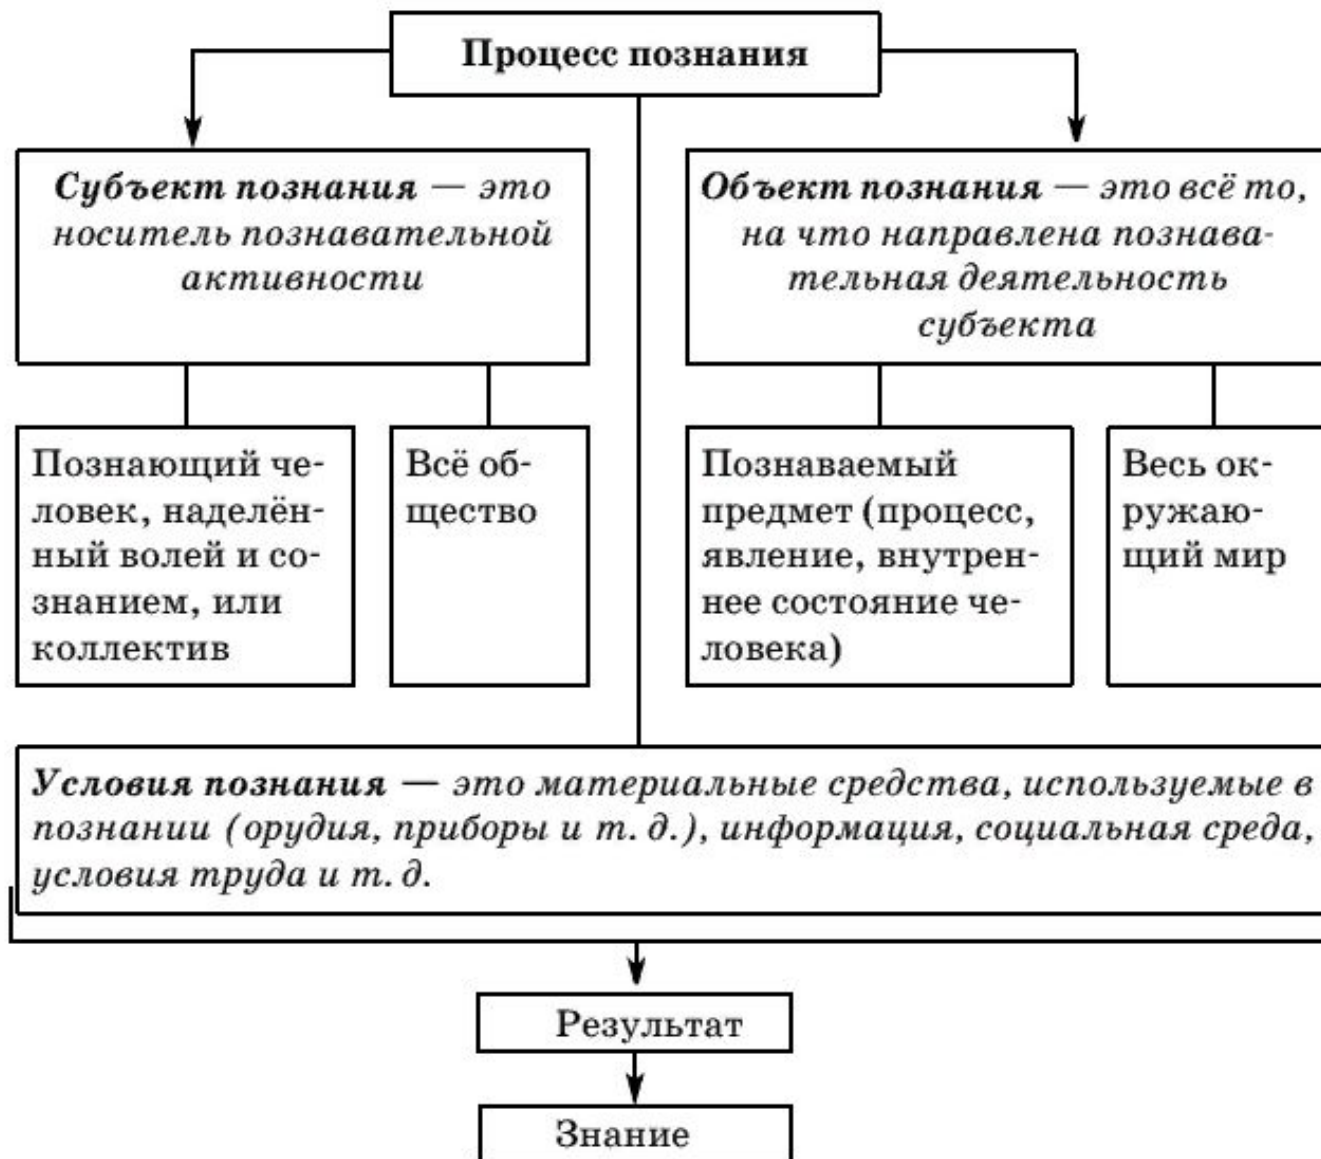 Процесс познания
Субъект познания — это
носитель познавательной
активности
Объект познания — это всё то,
на что направлена познава-
тельная деятельность
субъекта
Познающий че-
ловек, наделён-
ный волей и со-
знанием, или
коллектив
Всё об-
щество
Познаваемый
предмет (процесс,
явление, внутрен-
нее состояние че-
ловека)
Весь ок-
ружаю-
щий мир
Условия познания — это материальные средства, используемые в
познании (орудия, приборы и т. д.), информация, социальная среда,
условия труда и т. д.
Результат
Знание